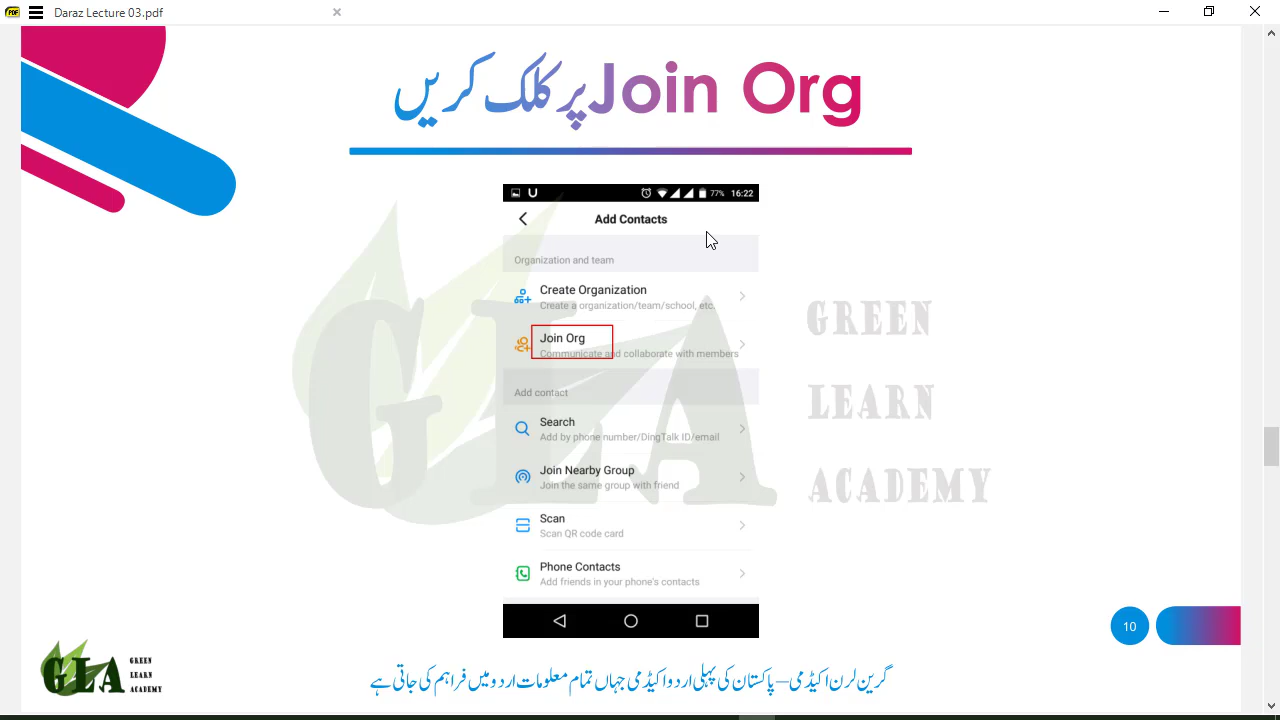 Daraz Lecture 03.pdf
Join Org پر کلک کریں
77% 16:22
Add Contacts
Organization and team
Create Organization
Create a organization/team/school, etc.
Join Org
Communicate and collaborate with members
Add contact
Search
Add by phone number/DingTalk ID/email
Join Nearby Group
Join the same group with friend
Scan
Scan QR code card
Phone Contacts
Add friends in your phone's contacts
GLA
GREEN
LEARN
ACADEMY
10
GLA
GREEN
LEARN
ACADEMY
گرین لرن اکیڈمی – پاکستان کی پہلی اردو اکیڈمی جہاں تمام معلومات اردو میں فراہم کی جاتی ہے